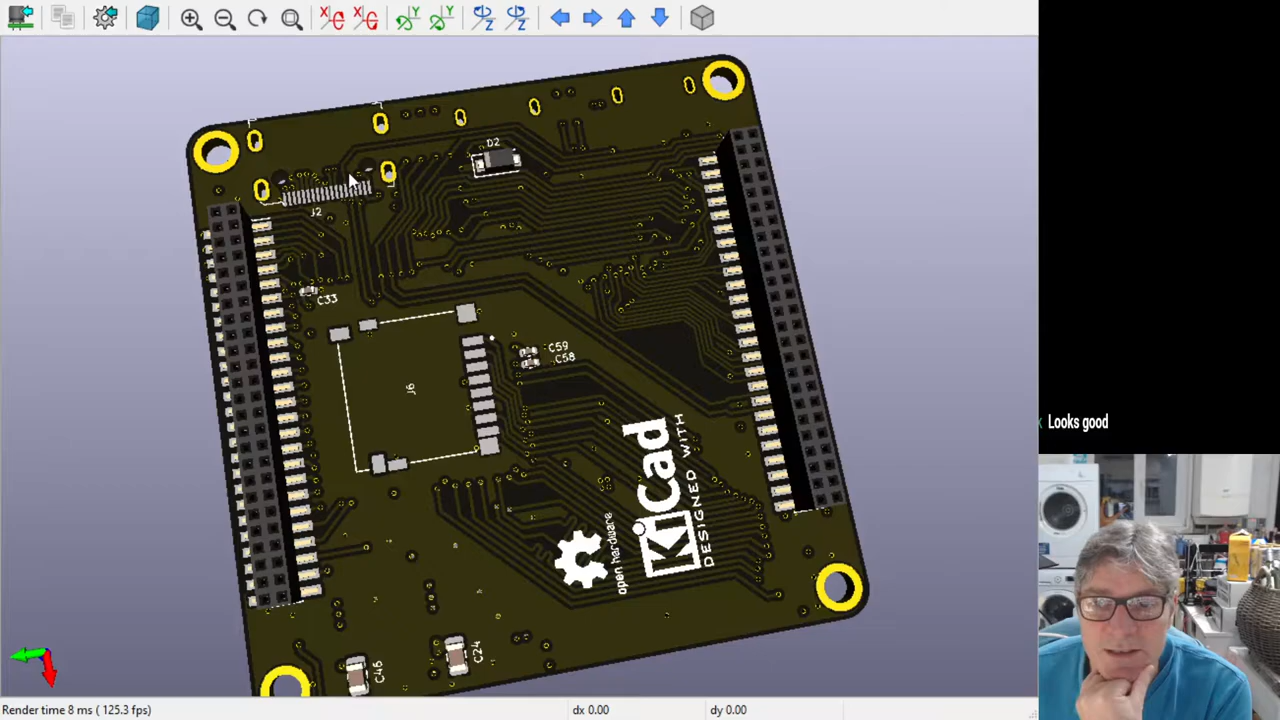 D2
J2
C33
C59
C58
J6
KiCad
DESIGNED WITH
open hardware
C24
C46
Looks good
Render time 8 ms ( 125.3 fps)
dx 0.00
dy 0.00
X
X
Y
Y
Z
Z